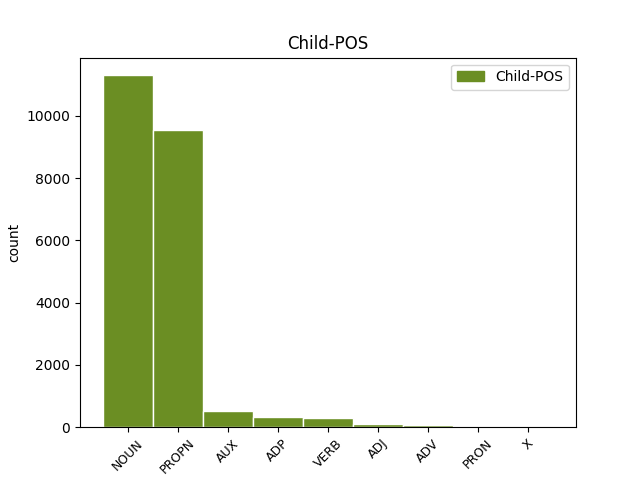 Child-POS
Child-POS
count
10000
8000
6000
4000
2000
0
NOUN
PROPN
AUX
ADP
VERB
ADJ
ADV
PRON
X